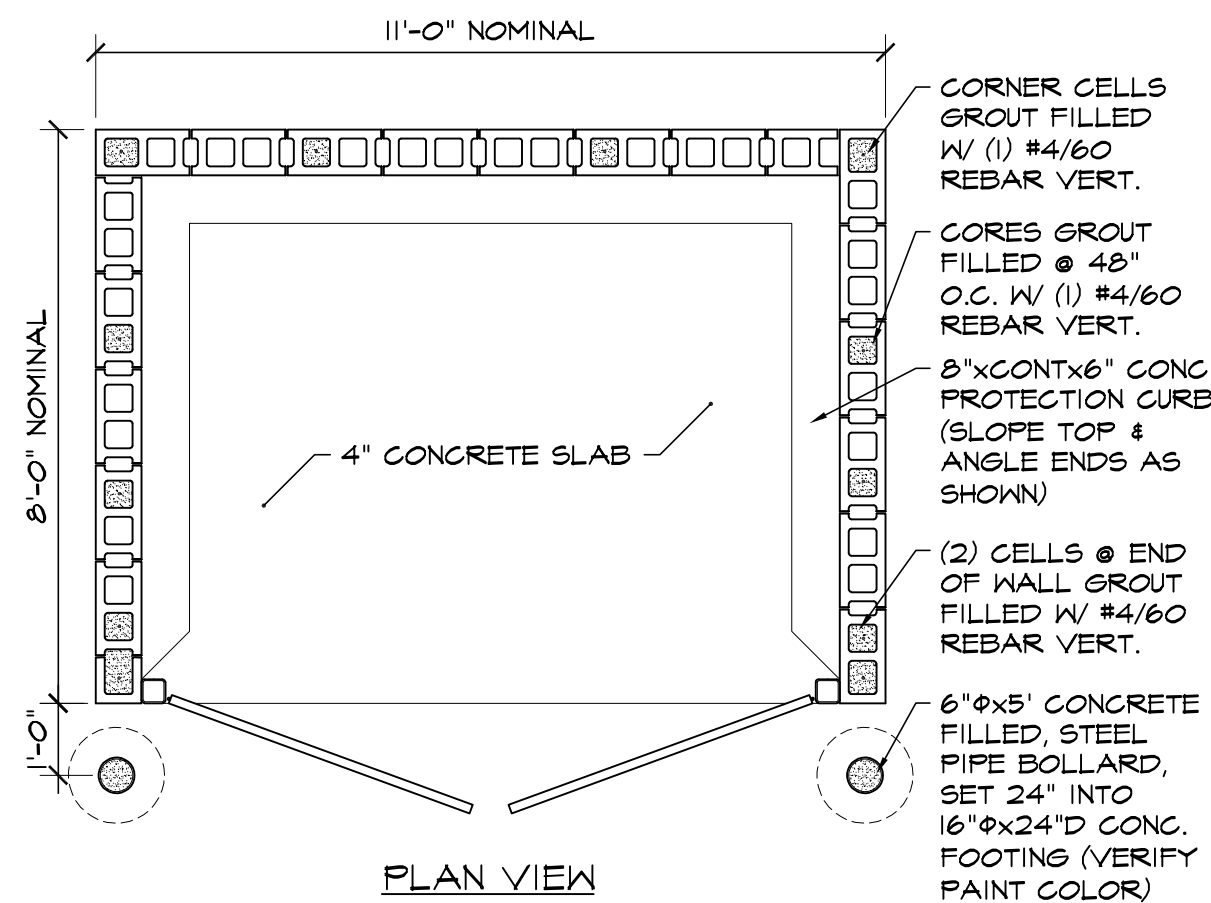 11'-0" NOMINAL
CORNER CELLS
GROUT FILLED
W/ (1) #4/60
REBAR VERT.
CORES GROUT
FILLED @ 48"
O.C. W/ (1) #4/60
REBAR VERT.
8"xCONTx6" CONC
PROTECTION CURB
(SLOPE TOP &
ANGLE ENDS AS
SHOWN)
8'-0" NOMINAL
4" CONCRETE SLAB
(2) CELLS @ END
OF WALL GROUT
FILLED W/ #4/60
REBAR VERT.
1'-0"
6"Φx5' CONCRETE
FILLED, STEEL
PIPE BOLLARD,
SET 24" INTO
16"Φx24"D CONC.
FOOTING (VERIFY
PAINT COLOR)
PLAN VIEW